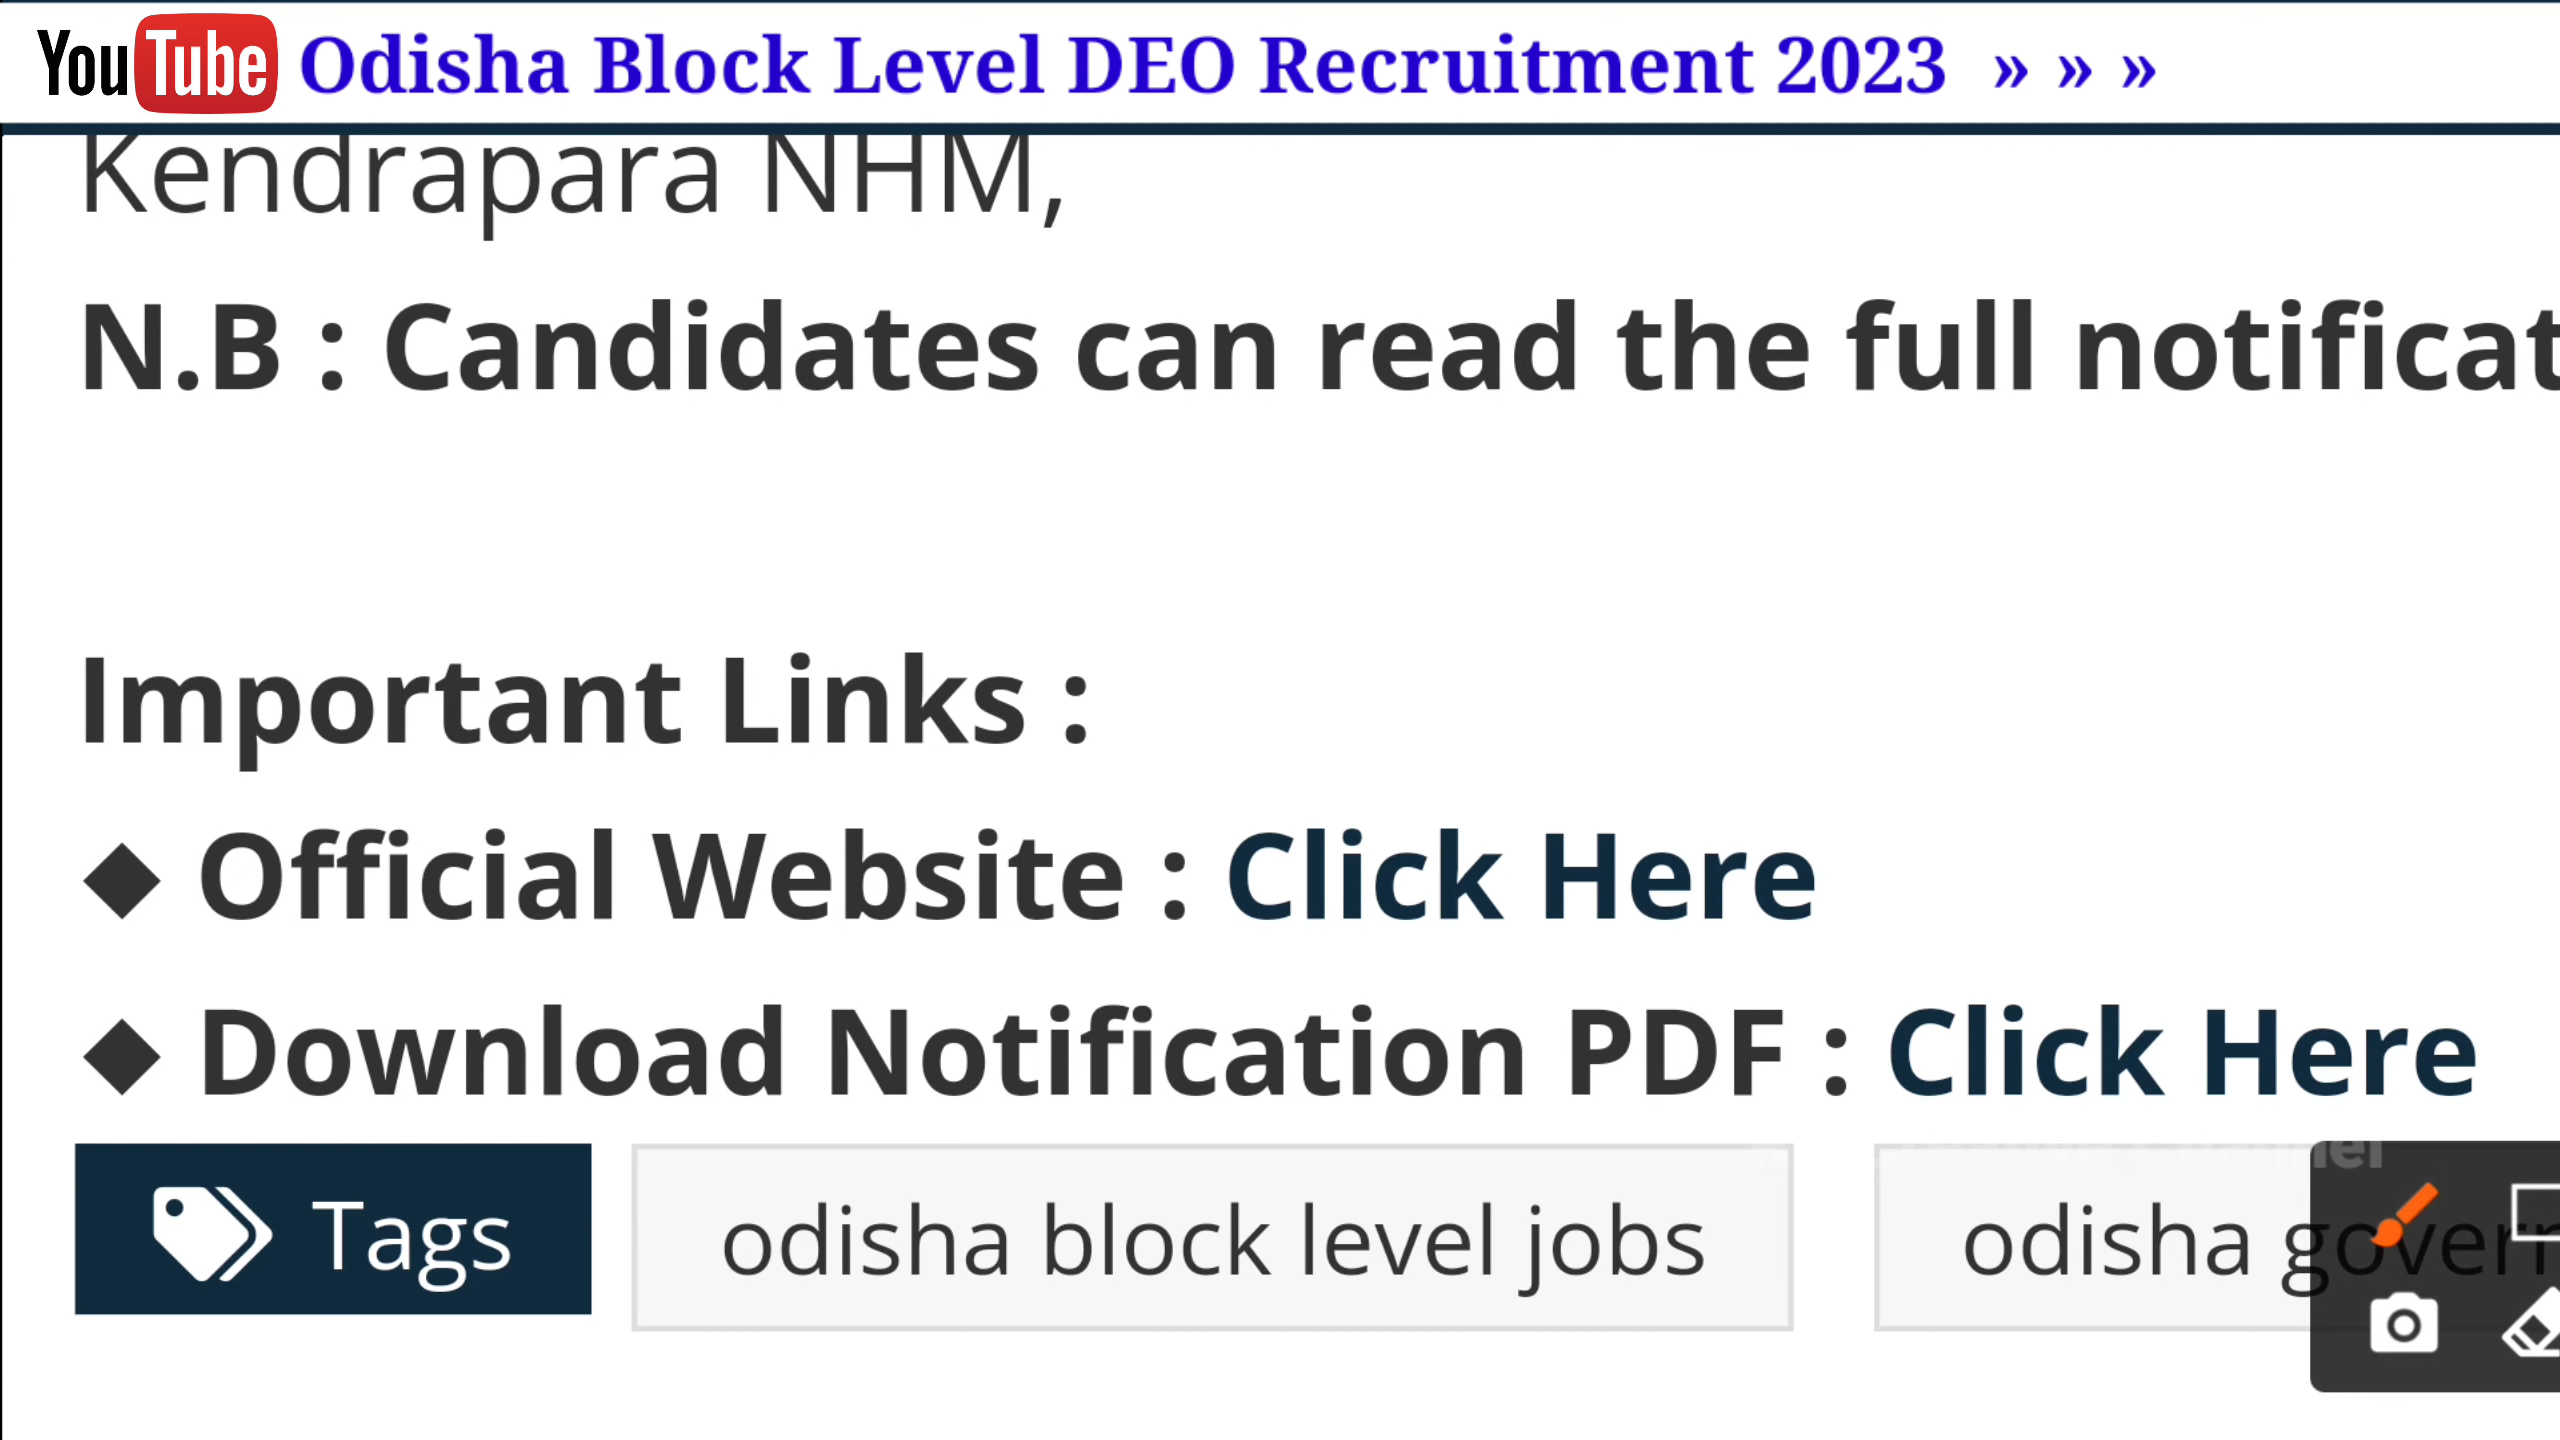 YouTube Odisha Block Level DEO Recruitment 2023 » » »
Kendrapara NHM,
N.B : Candidates can read the full notificat
Important Links :
◆ Official Website : Click Here
◆ Download Notification PDF : Click Here
Tags odisha block level jobs odisha govern